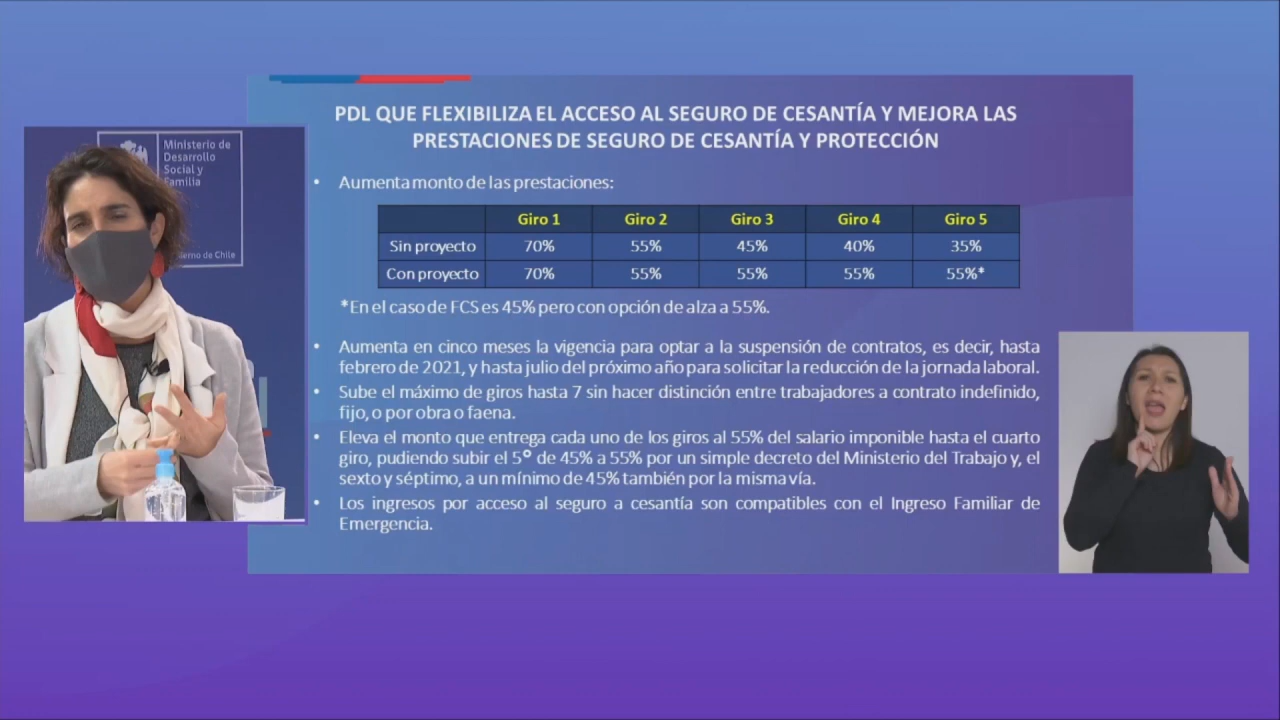 Ministerio de
Desarrollo
Social y
Familia
Gobierno de Chile
PDL QUE FLEXIBILIZA EL ACCESO AL SEGURO DE CESANTÍA Y MEJORA LAS
PRESTACIONES DE SEGURO DE CESANTÍA Y PROTECCIÓN
• Aumenta monto de las prestaciones:
Giro 1 Giro 2 Giro 3 Giro 4 Giro 5
Sin proyecto 70% 55% 45% 40% 35%
Con proyecto 70% 55% 55% 55% 55%*
*En el caso de FCS es 45% pero con opción de alza a 55%.
• Aumenta en cinco meses la vigencia para optar a la suspensión de contratos, es decir, hasta
febrero de 2021, y hasta julio del próximo año para solicitar la reducción de la jornada laboral.
• Sube el máximo de giros hasta 7 sin hacer distinción entre trabajadores a contrato indefinido,
fijo, o por obra o faena.
• Eleva el monto que entrega cada uno de los giros al 55% del salario imponible hasta el cuarto
giro, pudiendo subir el 5° de 45% a 55% por un simple decreto del Ministerio del Trabajo y, el
sexto y séptimo, a un mínimo de 45% también por la misma vía.
• Los ingresos por acceso al seguro a cesantía son compatibles con el Ingreso Familiar de
Emergencia.